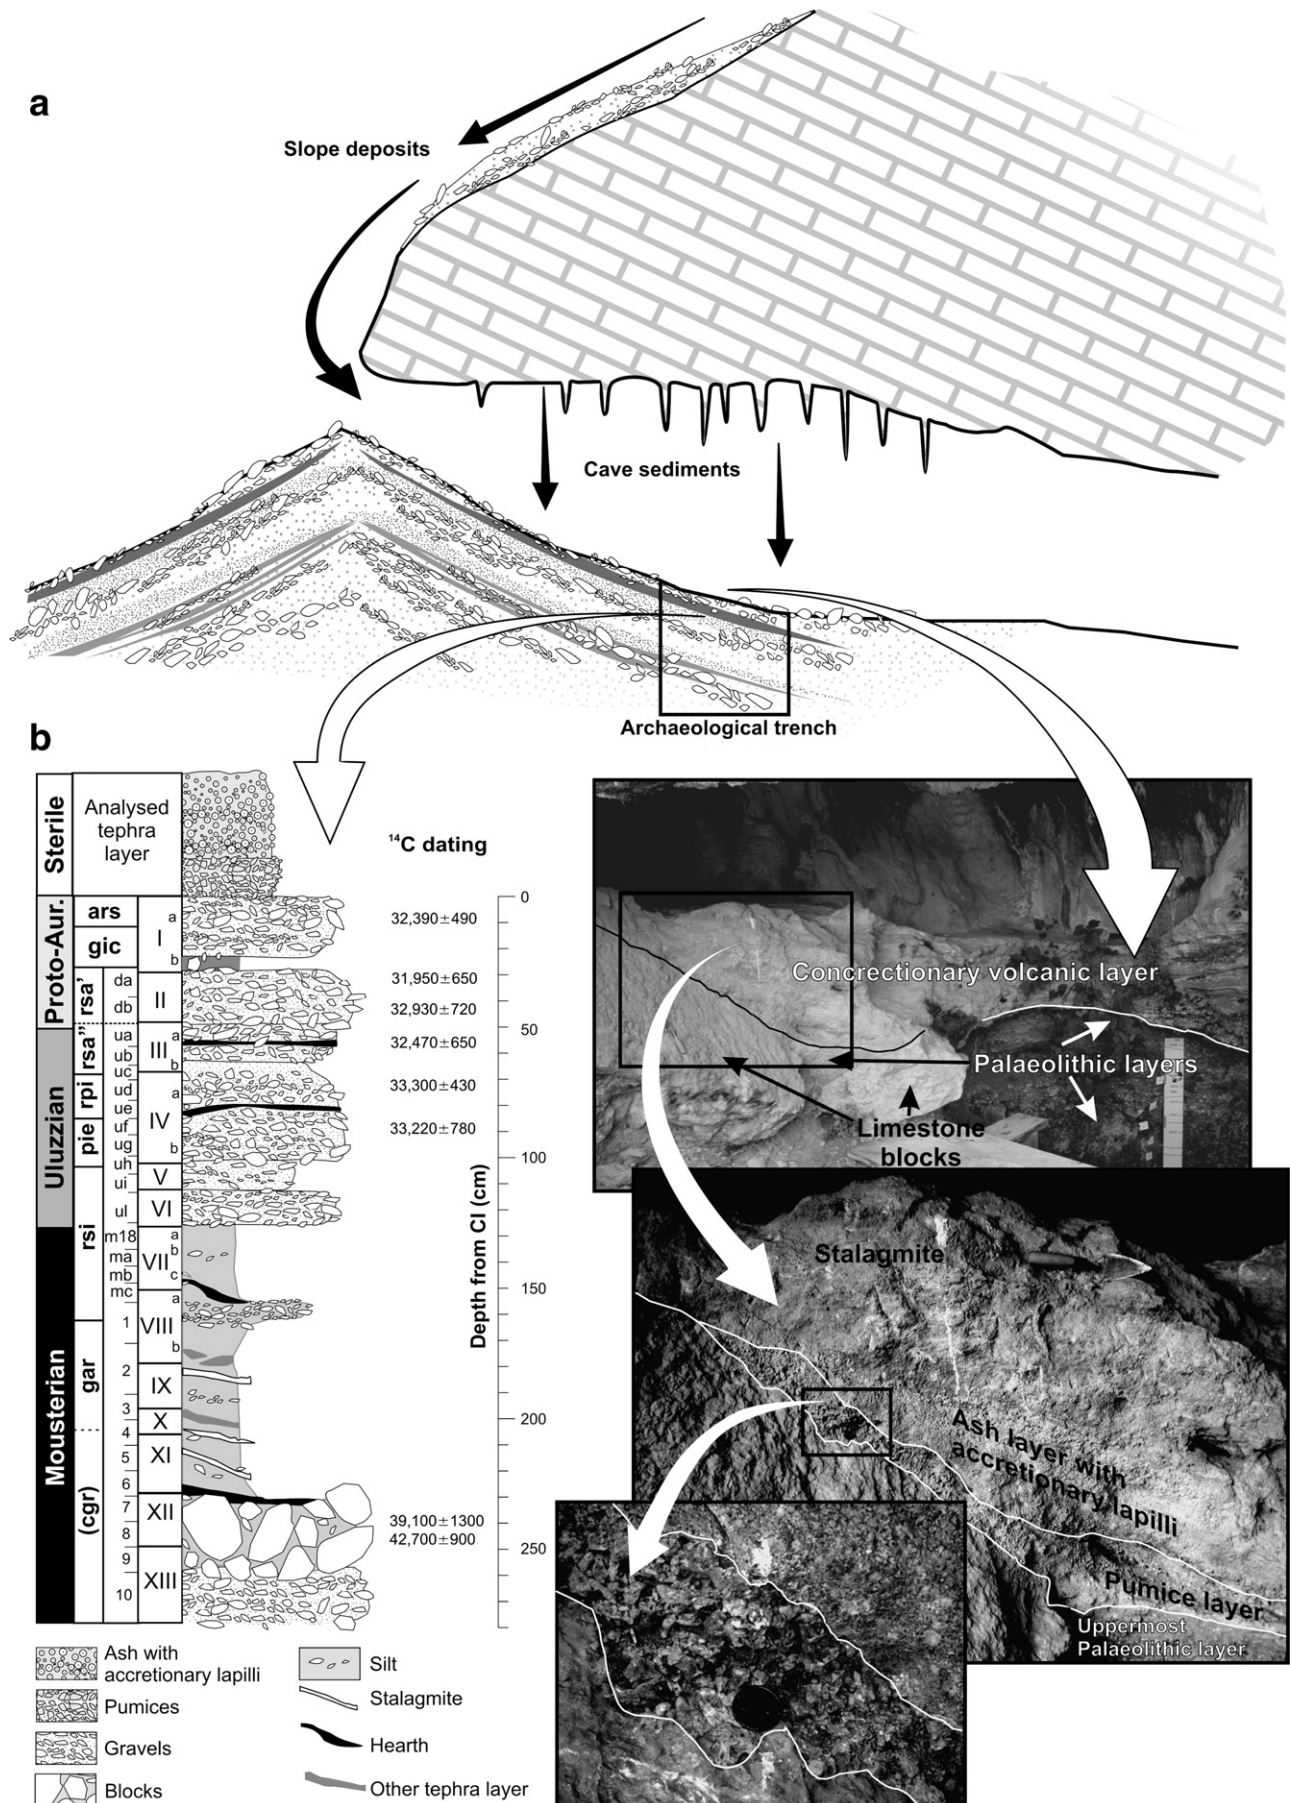 a
Slope deposits
Cave sediments
Archaeological trench
b
Sterile
Analysed
tephra
layer
¹⁴C dating
Proto-Aur.
Uluzzian
Mousterian
ars
gic
rsa'
rsa''
rpi
pie
rsi
gar
(cgr)
da
db
ua
ub
uc
ud
ue
uf
ug
uh
ui
ul
m18
ma
mb
mc
1
2
3
4
5
6
7
8
9
10
I
a
b
II
III
a
b
IV
a
b
V
VI
VII
a
b
c
VIII
a
b
IX
X
XI
XII
XIII
32,390±490
31,950±650
32,930±720
32,470±650
33,300±430
33,220±780
39,100±1300
42,700±900
0
50
100
150
200
250
Depth from CI (cm)
Concrectionary volcanic layer
Palaeolithic layers
Limestone
blocks
Stalagmite
Ash layer with
accretionary lapilli
Pumice layer
Uppermost
Palaeolithic layer
Ash with
accretionary lapilli
Pumices
Gravels
Blocks
Silt
Stalagmite
Hearth
Other tephra layer